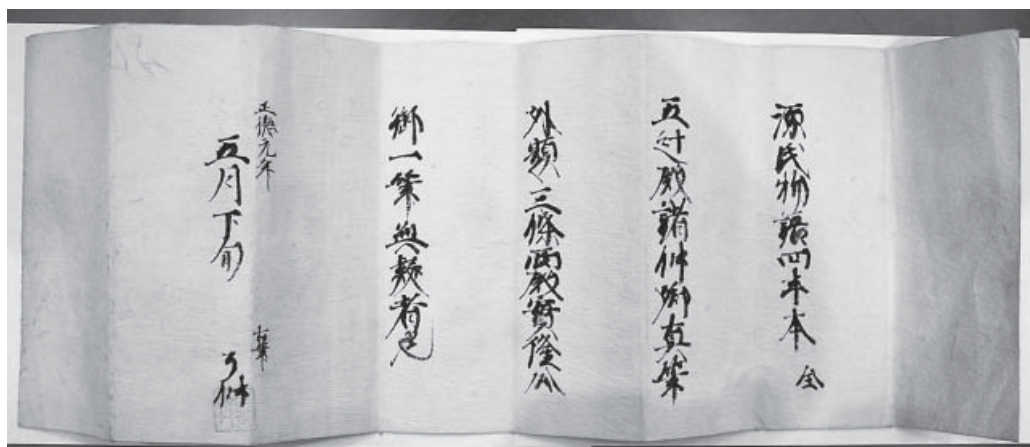 源氏物語四半本 全
五辻殿諸仲卿真筆
外題ハ三條西殿實隆公
御一筆無疑者也
正徳元年
五月下旬
古筆
了仲